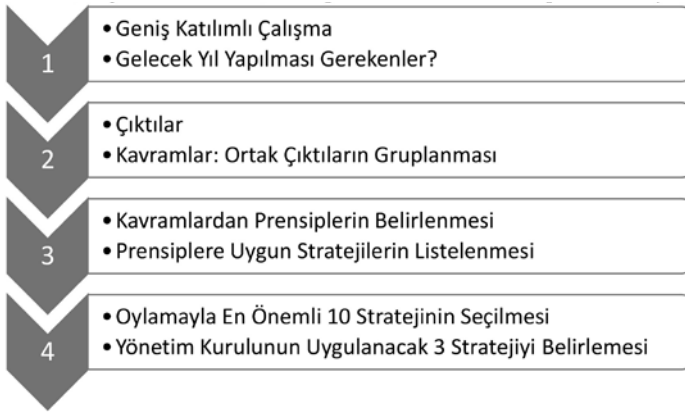 1
• Geniş Katılımlı Çalışma
• Gelecek Yıl Yapılması Gerekenler?
2
• Çıktılar
• Kavramlar: Ortak Çıktıların Gruplanması
3
• Kavramlardan Prensiplerin Belirlenmesi
• Prensiplere Uygun Stratejilerin Listelenmesi
4
• Oylamayla En Önemli 10 Stratejinin Seçilmesi
• Yönetim Kurulunun Uygulanacak 3 Stratejiyi Belirlemesi